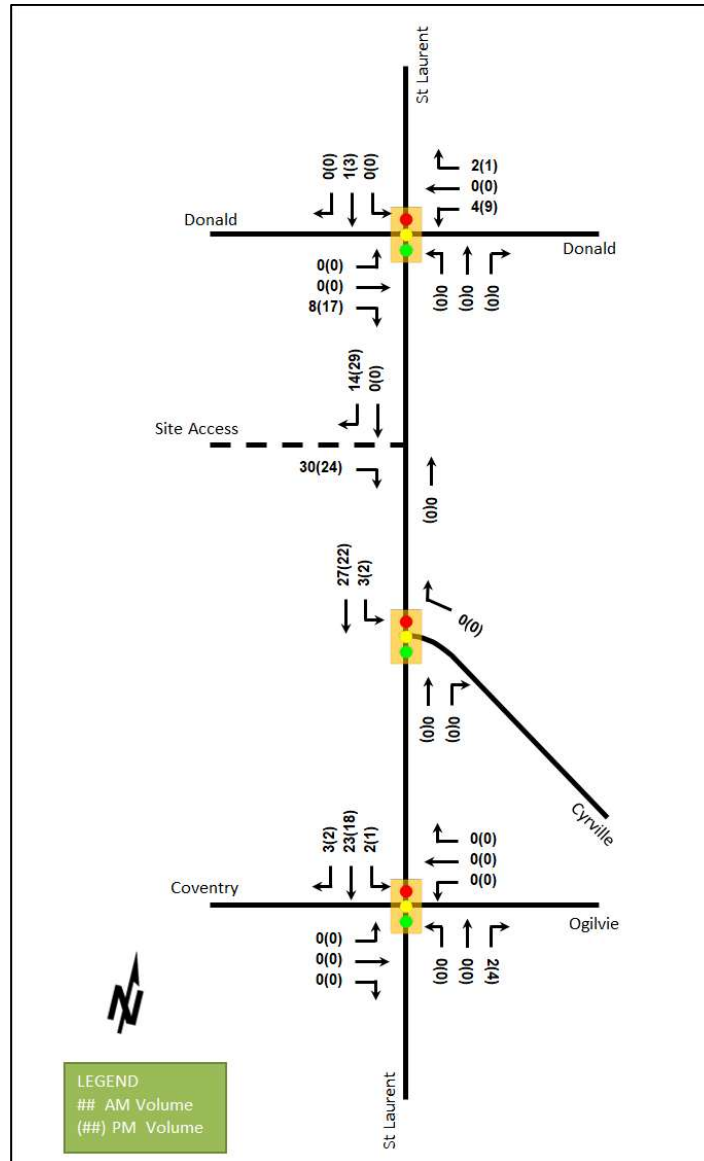 St Laurent
0(0)
1(3)
0(0)
2(1)
0(0)
4(9)
Donald
Donald
0(0)
0(0)
8(17)
0(0)
0(0)
0(0)
14(29)
0(0)
Site Access
30(24)
0(0)
27(22)
3(2)
0(0)
0(0)
0(0)
Cyrville
3(2)
23(18)
2(1)
0(0)
0(0)
0(0)
Coventry
Ogilvie
0(0)
0(0)
0(0)
0(0)
0(0)
2(4)
N
LEGEND
## AM Volume
(##) PM Volume
St Laurent